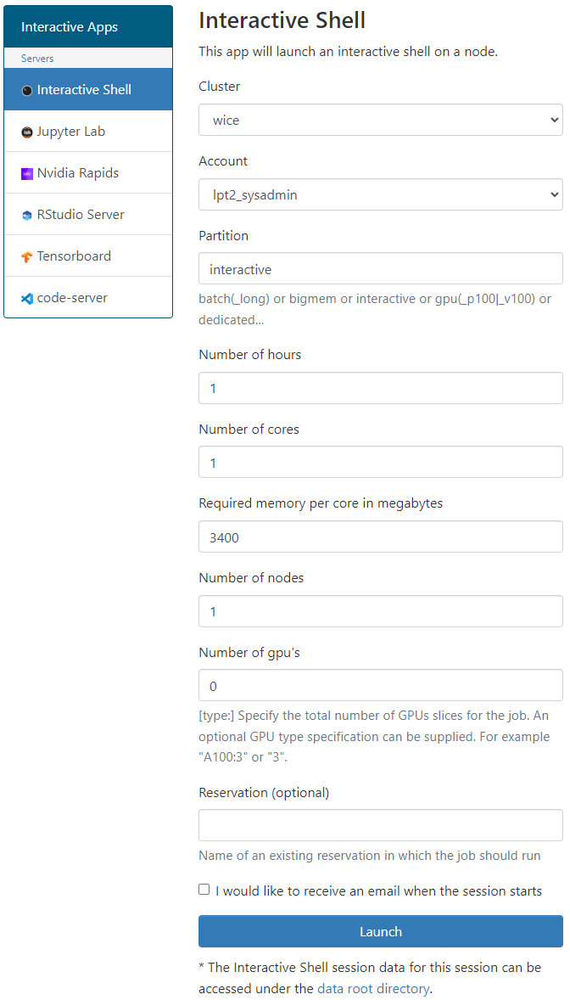 Interactive Apps
Servers
Interactive Shell
Jupyter Lab
Nvidia Rapids
RStudio Server
Tensorboard
code-server
Interactive Shell
This app will launch an interactive shell on a node.
Cluster
wice
Account
lpt2_sysadmin
Partition
interactive
batch(_long) or bigmem or interactive or gpu(_p100|_v100) or
dedicated...
Number of hours
1
Number of cores
1
Required memory per core in megabytes
3400
Number of nodes
1
Number of gpu's
0
[type:] Specify the total number of GPUs slices for the job. An
optional GPU type specification can be supplied. For example
"A100:3" or "3".
Reservation (optional)
Name of an existing reservation in which the job should run
I would like to receive an email when the session starts
Launch
* The Interactive Shell session data for this session can be
accessed under the data root directory.